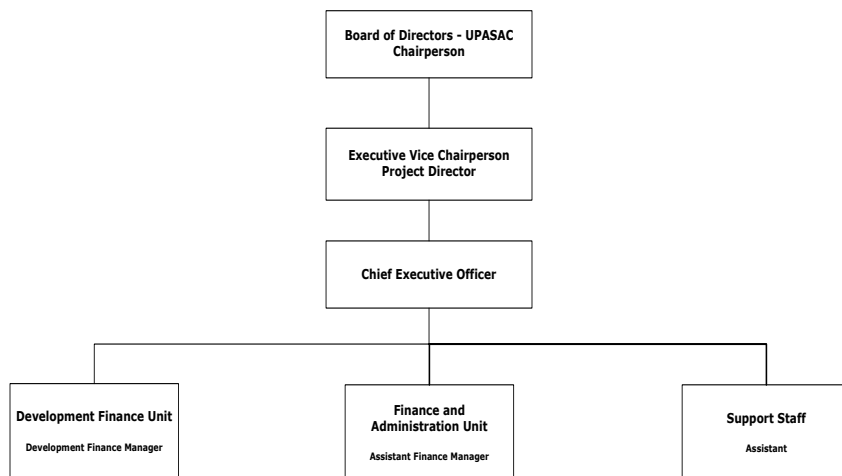 Board of Directors - UPASAC
Chairperson
Executive Vice Chairperson
Project Director
Chief Executive Officer
Development Finance Unit
Development Finance Manager
Finance and
Administration Unit
Assistant Finance Manager
Support Staff
Assistant